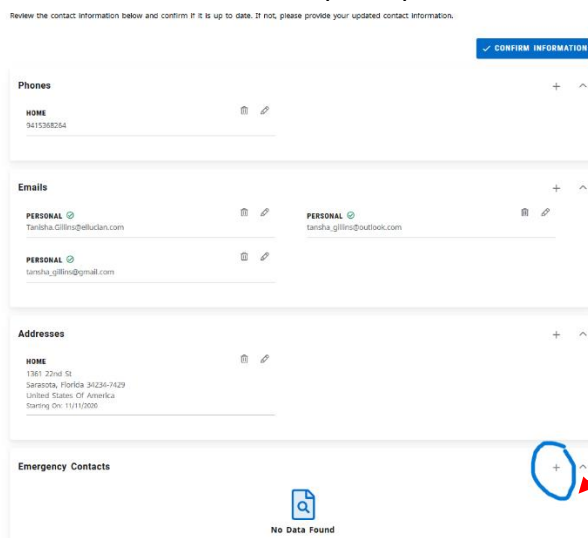 Review the contact information below and confirm if it is up to date. If not, please provide your updated contact information.
CONFIRM INFORMATION
Phones
HOME
9415368264
Emails
PERSONAL
Tanisha.Gillins@ellucian.com
PERSONAL
tansha_gillins@outlook.com
PERSONAL
tansha_gillins@gmail.com
Addresses
HOME
1361 22nd St
Sarasota, Florida 34234-7429
United States Of America
Starting On: 11/11/2020
Emergency Contacts
No Data Found